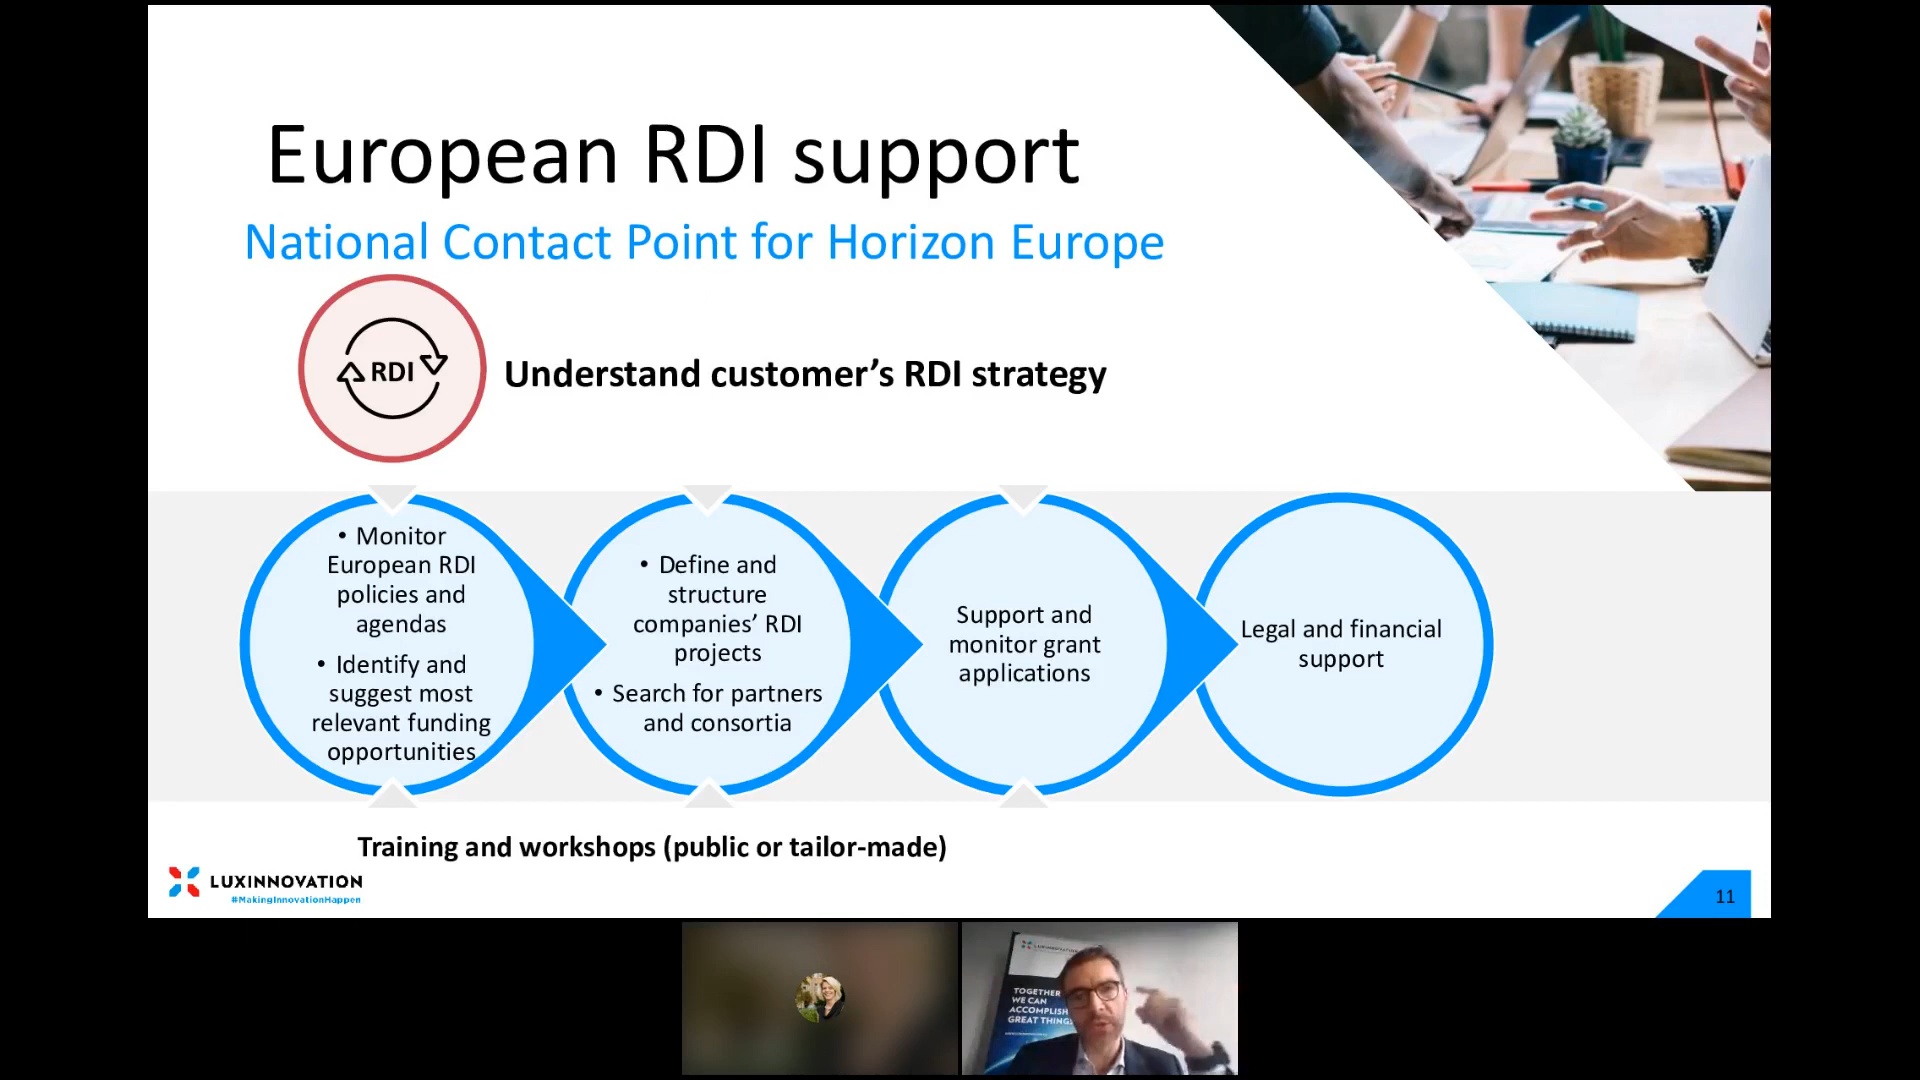 European RDI support
National Contact Point for Horizon Europe
RDI
Understand customer's RDI strategy
• Monitor
European RDI
policies and
agendas
• Identify and
suggest most
relevant funding
opportunities
• Define and
structure
companies' RDI
projects
• Search for partners
and consortia
Support and
monitor grant
applications
Legal and financial
support
Training and workshops (public or tailor-made)
LUXINNOVATION
#MakingInnovationHappen
11
LUXINNOVATION
TOGETHER
WE CAN
ACCOMPLISH
GREAT THING